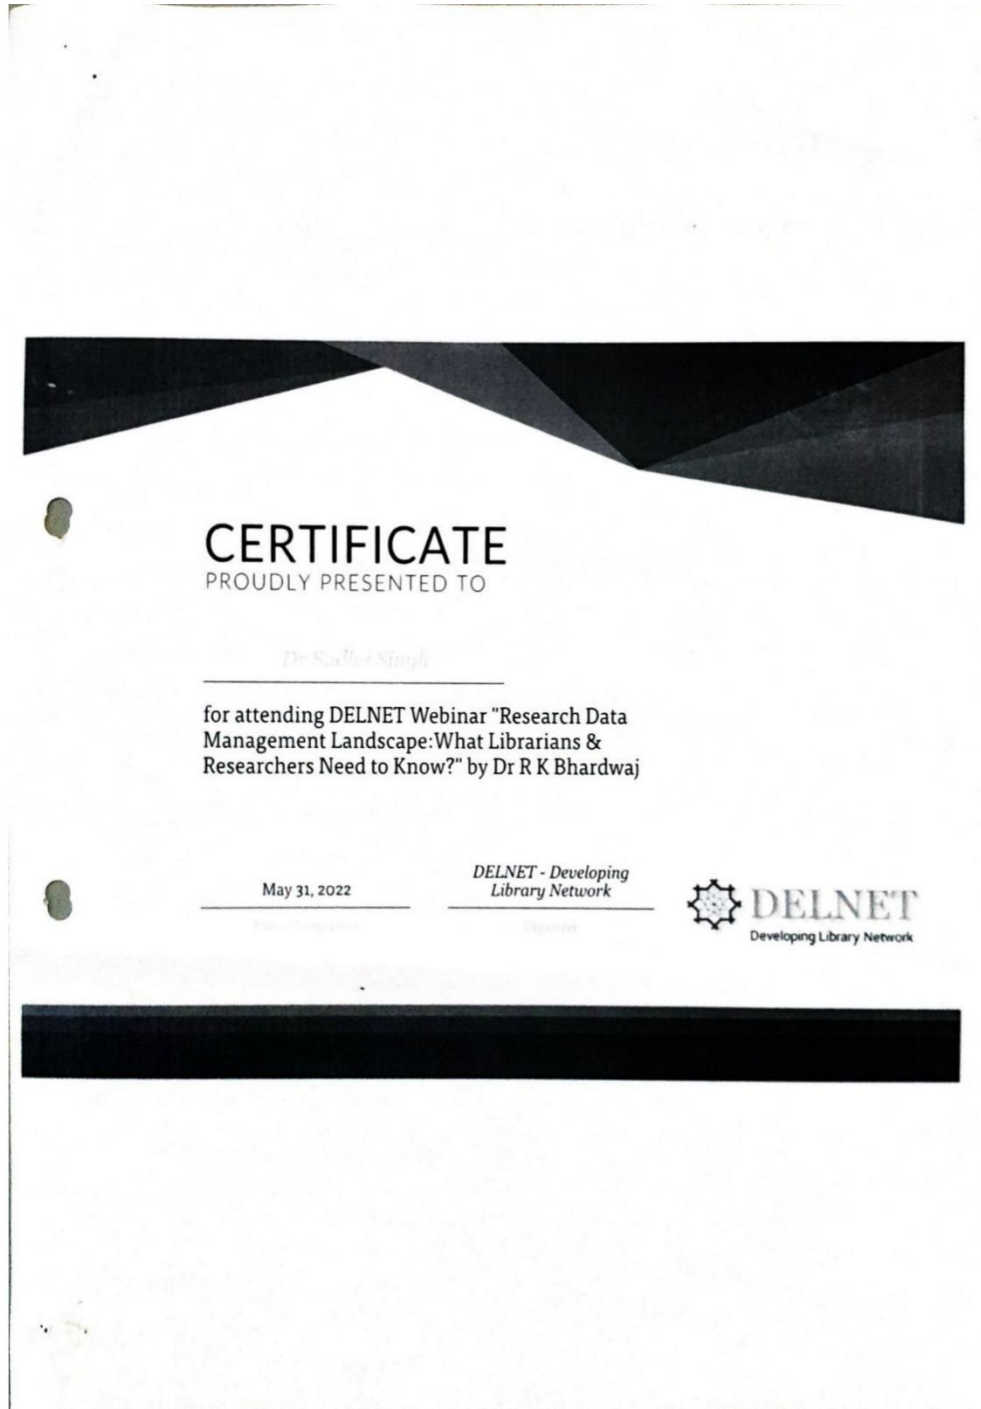 CERTIFICATE
PROUDLY PRESENTED TO
Dr Singh
for attending DELNET Webinar "Research Data
Management Landscape:What Librarians &
Researchers Need to Know?" by Dr R K Bhardwaj
May 31, 2022
DELNET - Developing
Library Network
DELNET
Developing Library Network